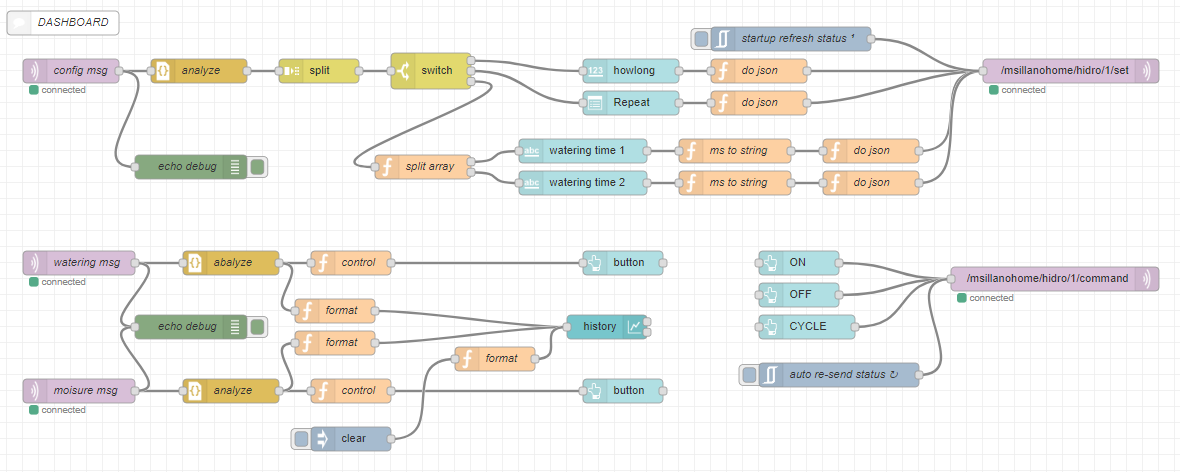 DASHBOARD
startup refresh status ¹
config msg
analyze
split
switch
123
howlong
do json
/msillanohome/hidro/1/set
connected
connected
Repeat
do json
echo debug
split array
abc
watering time 1
ms to string
do json
abc
watering time 2
ms to string
do json
watering msg
abalyze
control
button
ON
/msillanohome/hidro/1/command
connected
connected
OFF
format
echo debug
history
CYCLE
format
format
moisure msg
analyze
control
button
auto re-send status ↻
connected
clear